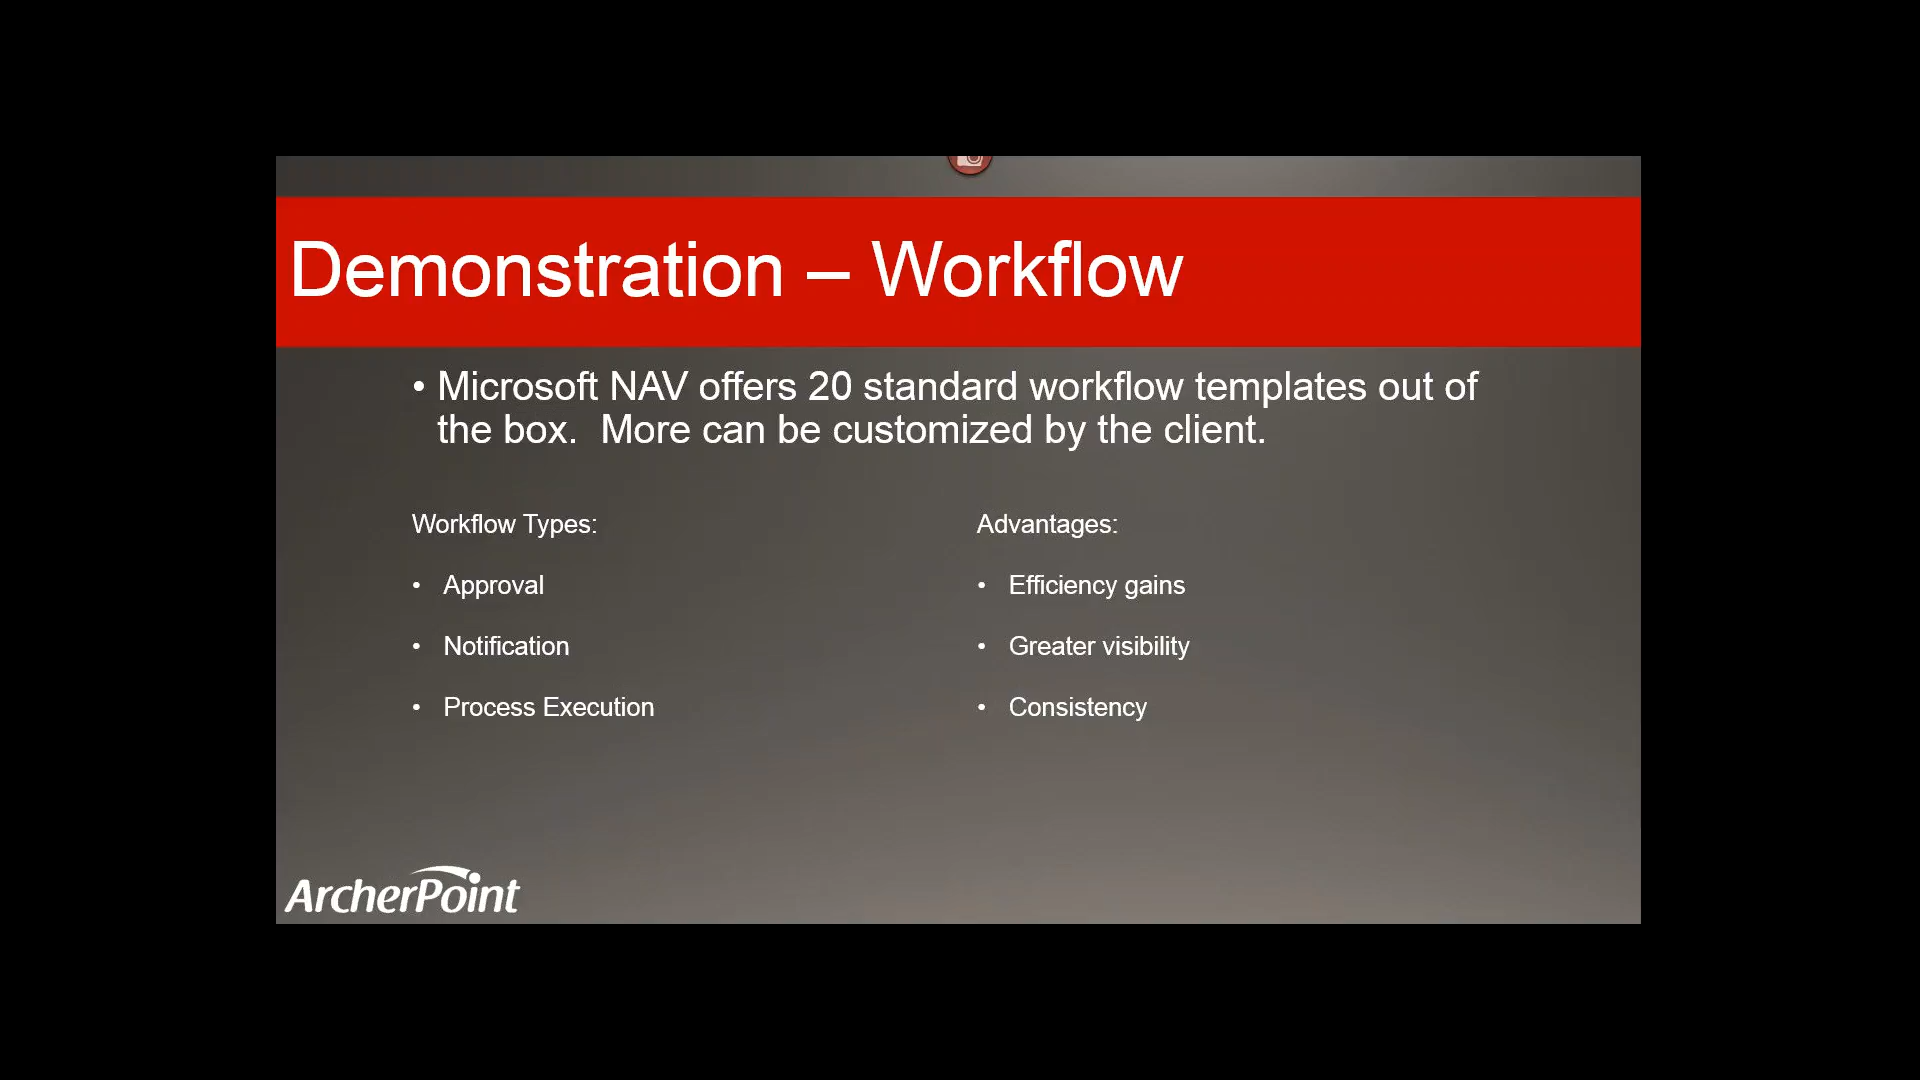 Demonstration – Workflow
• Microsoft NAV offers 20 standard workflow templates out of
the box.  More can be customized by the client.
Workflow Types:
• Approval
• Notification
• Process Execution
Advantages:
• Efficiency gains
• Greater visibility
• Consistency
ArcherPoint